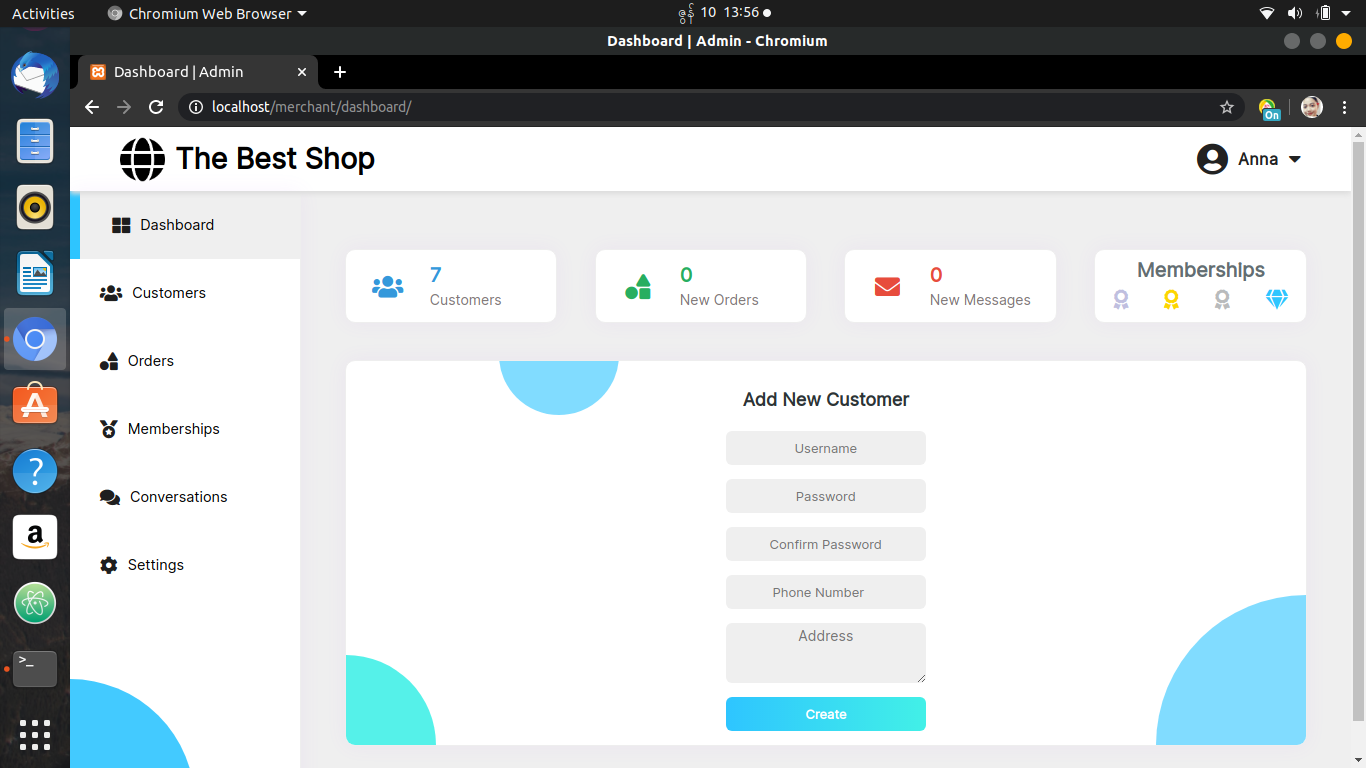 Activities
Chromium Web Browser
ဇွန် 10 13:56
Dashboard | Admin - Chromium
Dashboard | Admin
localhost/merchant/dashboard/
On
The Best Shop
Anna
Dashboard
Customers
Orders
Memberships
Conversations
Settings
7
Customers
0
New Orders
0
New Messages
Memberships
Add New Customer
Username
Password
Confirm Password
Phone Number
Address
Create